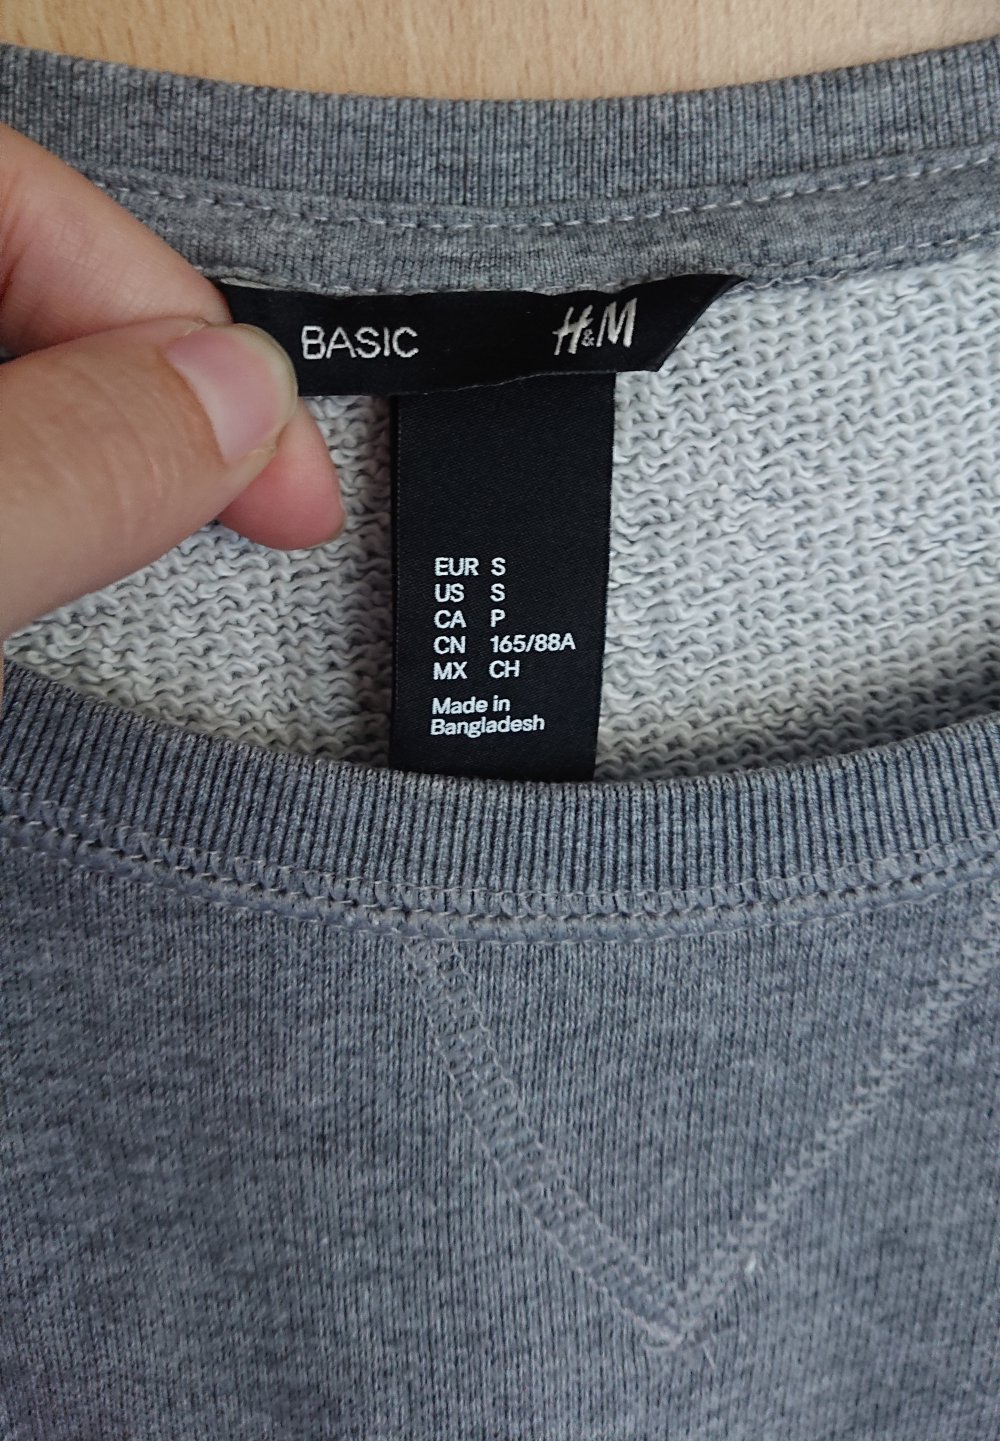 BASIC H&M
EUR S
US S
CA P
CN 165/88A
MX CH
Made in
Bangladesh